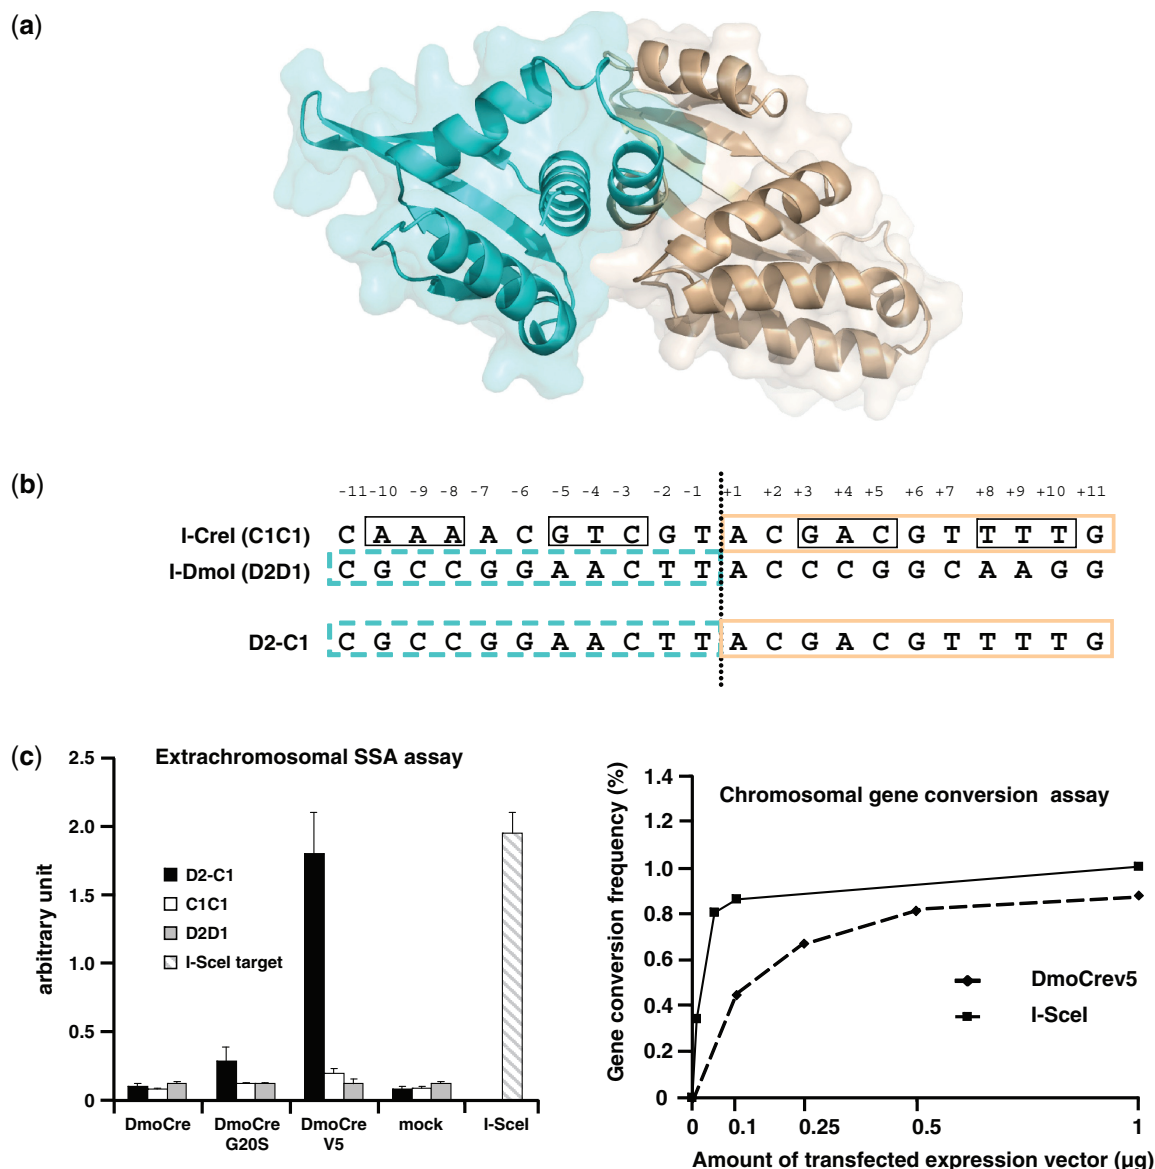 (a)
(b)
-11 -10 -9 -8 -7 -6 -5 -4 -3 -2 -1 +1 +2 +3 +4 +5 +6 +7 +8 +9 +10 +11
I-CreI (C1C1) C A A A A C G T C G T A C G A C G T T T T G
I-DmoI (D2D1) C G C C G G A A C T T A C C C G G C A A G G
D2-C1 C G C C G G A A C T T A C G A C G T T T T G
(c)
Extrachromosomal SSA assay
arbitrary unit
2.5
2.0
1.5
1.0
0.5
0
D2-C1
C1C1
D2D1
I-SceI target
DmoCre
DmoCre G20S
DmoCre V5
mock
I-SceI
Chromosomal gene conversion assay
Gene conversion frequency (%)
1.4
1.2
1.0
0.8
0.6
0.4
0.2
0
DmoCrev5
I-SceI
0 0.1 0.25 0.5 1
Amount of transfected expression vector (µg)